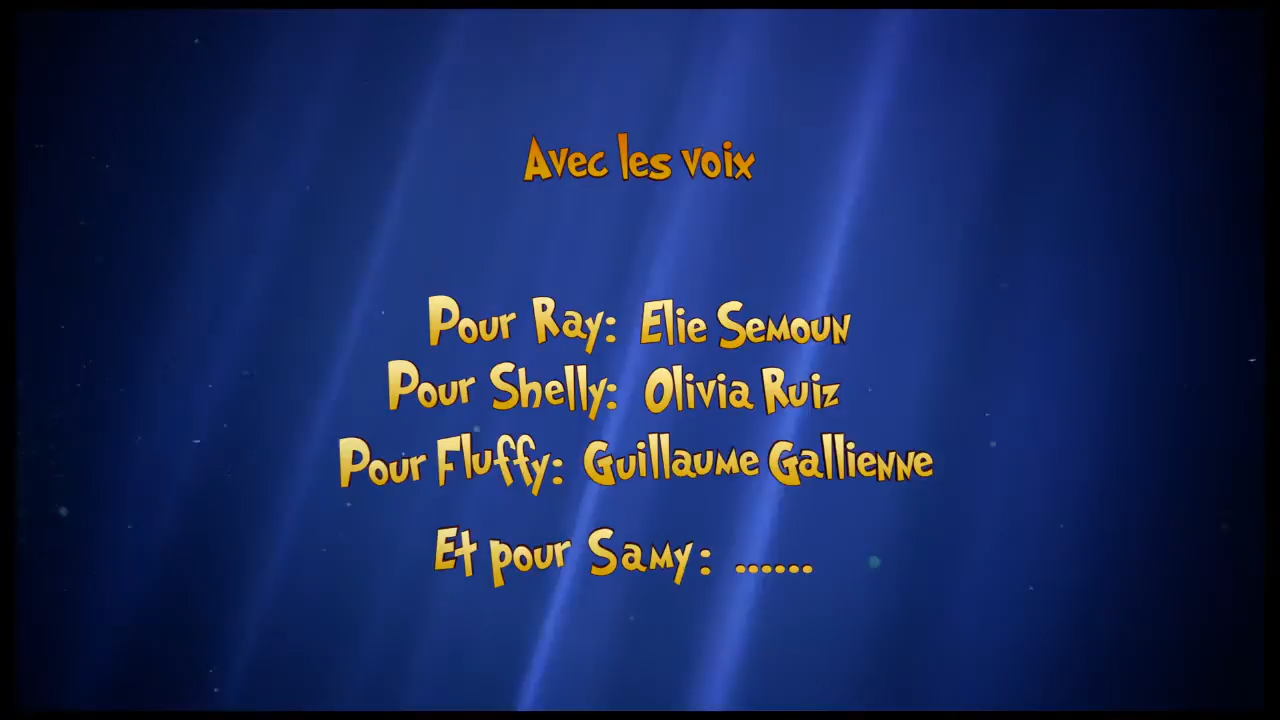 Avec les voix
Pour Ray: Elie Semoun
Pour Shelly: Olivia Ruiz
Pour Fluffy: Guillaume Gallienne
Et pour Samy: ......